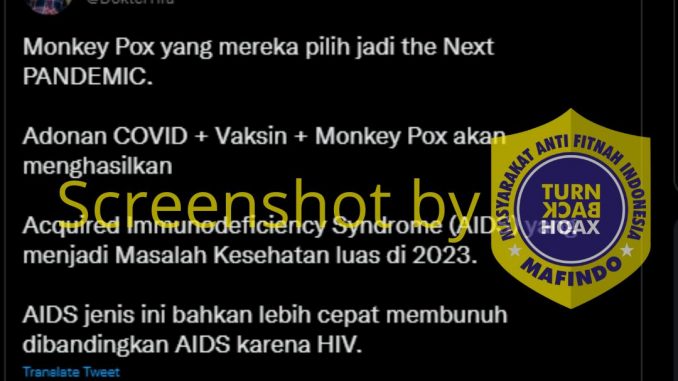 Monkey Pox yang mereka pilih jadi the Next
PANDEMIC.
Adonan COVID + Vaksin + Monkey Pox akan
menghasilkan
Screenshot by
Acquired Immunodeficiency Syndrome (AIDS) yang
menjadi Masalah Kesehatan luas di 2023.
AIDS jenis ini bahkan lebih cepat membunuh
dibandingkan AIDS karena HIV.
Translate Tweet
MASYARAKAT ANTI FITNAH INDONESIA
TURN
BACK
HOAX
MAFINDO